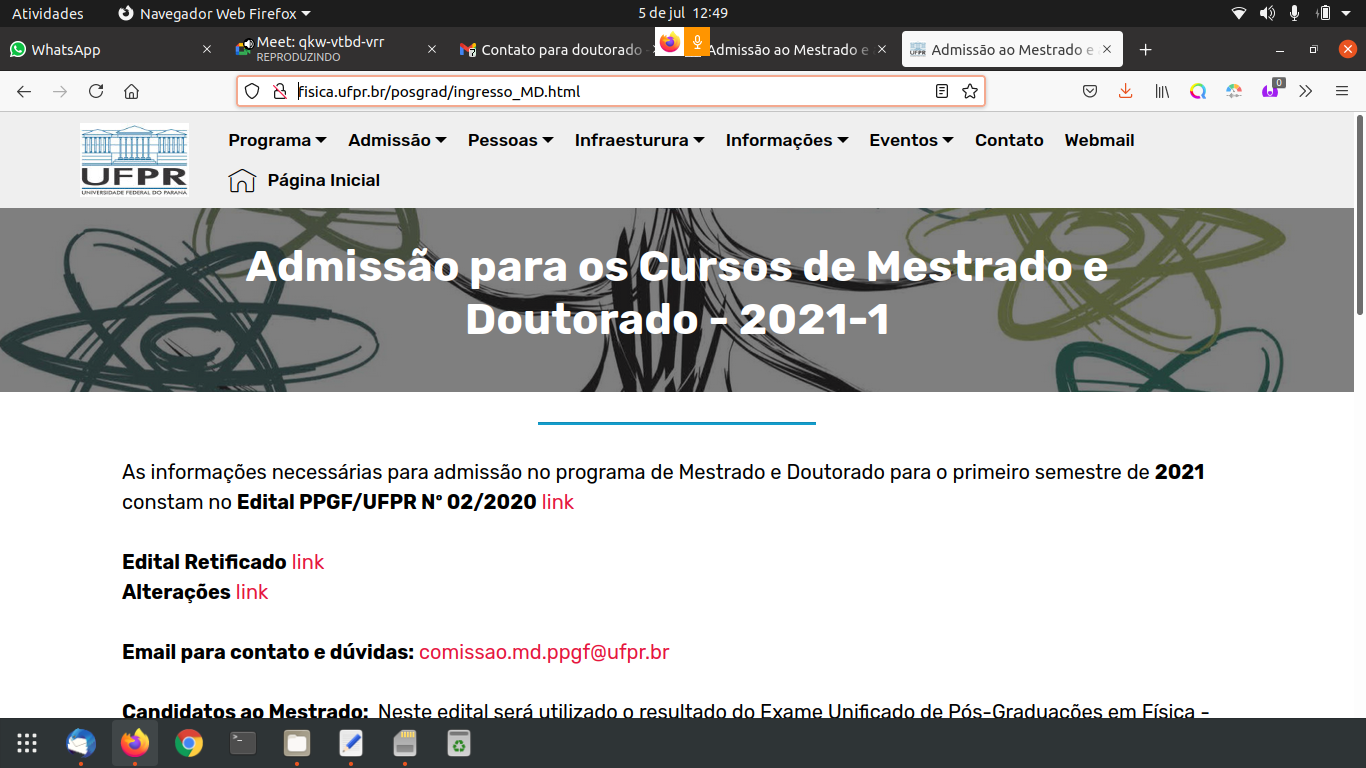 Atividades
Navegador Web Firefox
5 de jul 12:49
WhatsApp
Meet: qkw-vtbd-vrr
REPRODUZINDO
Contato para doutorado
Admissão ao Mestrado e
Admissão ao Mestrado e
fisica.ufpr.br/posgrad/ingresso_MD.html
0
UFPR
UNIVERSIDADE FEDERAL DO PARANÁ
Programa
Admissão
Pessoas
Infraesturura
Informações
Eventos
Contato
Webmail
Página Inicial
Admissão para os Cursos de Mestrado e
Doutorado - 2021-1
As informações necessárias para admissão no programa de Mestrado e Doutorado para o primeiro semestre de 2021
constam no Edital PPGF/UFPR Nº 02/2020 link
Edital Retificado link
Alterações link
Email para contato e dúvidas: comissao.md.ppgf@ufpr.br
Candidatos ao Mestrado: Neste edital será utilizado o resultado do Exame Unificado de Pós-Graduações em Física -